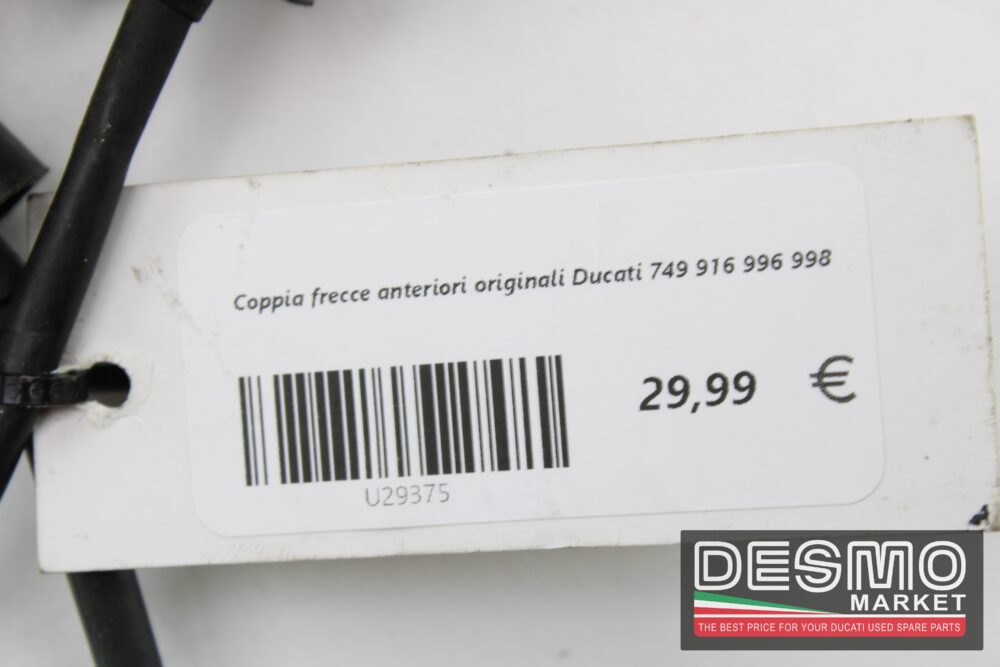 Coppia frecce anteriori originali Ducati 749 916 996 998
29,99 €
U29375
DESMO
MARKET
THE BEST PRICE FOR YOUR DUCATI USED SPARE PARTS